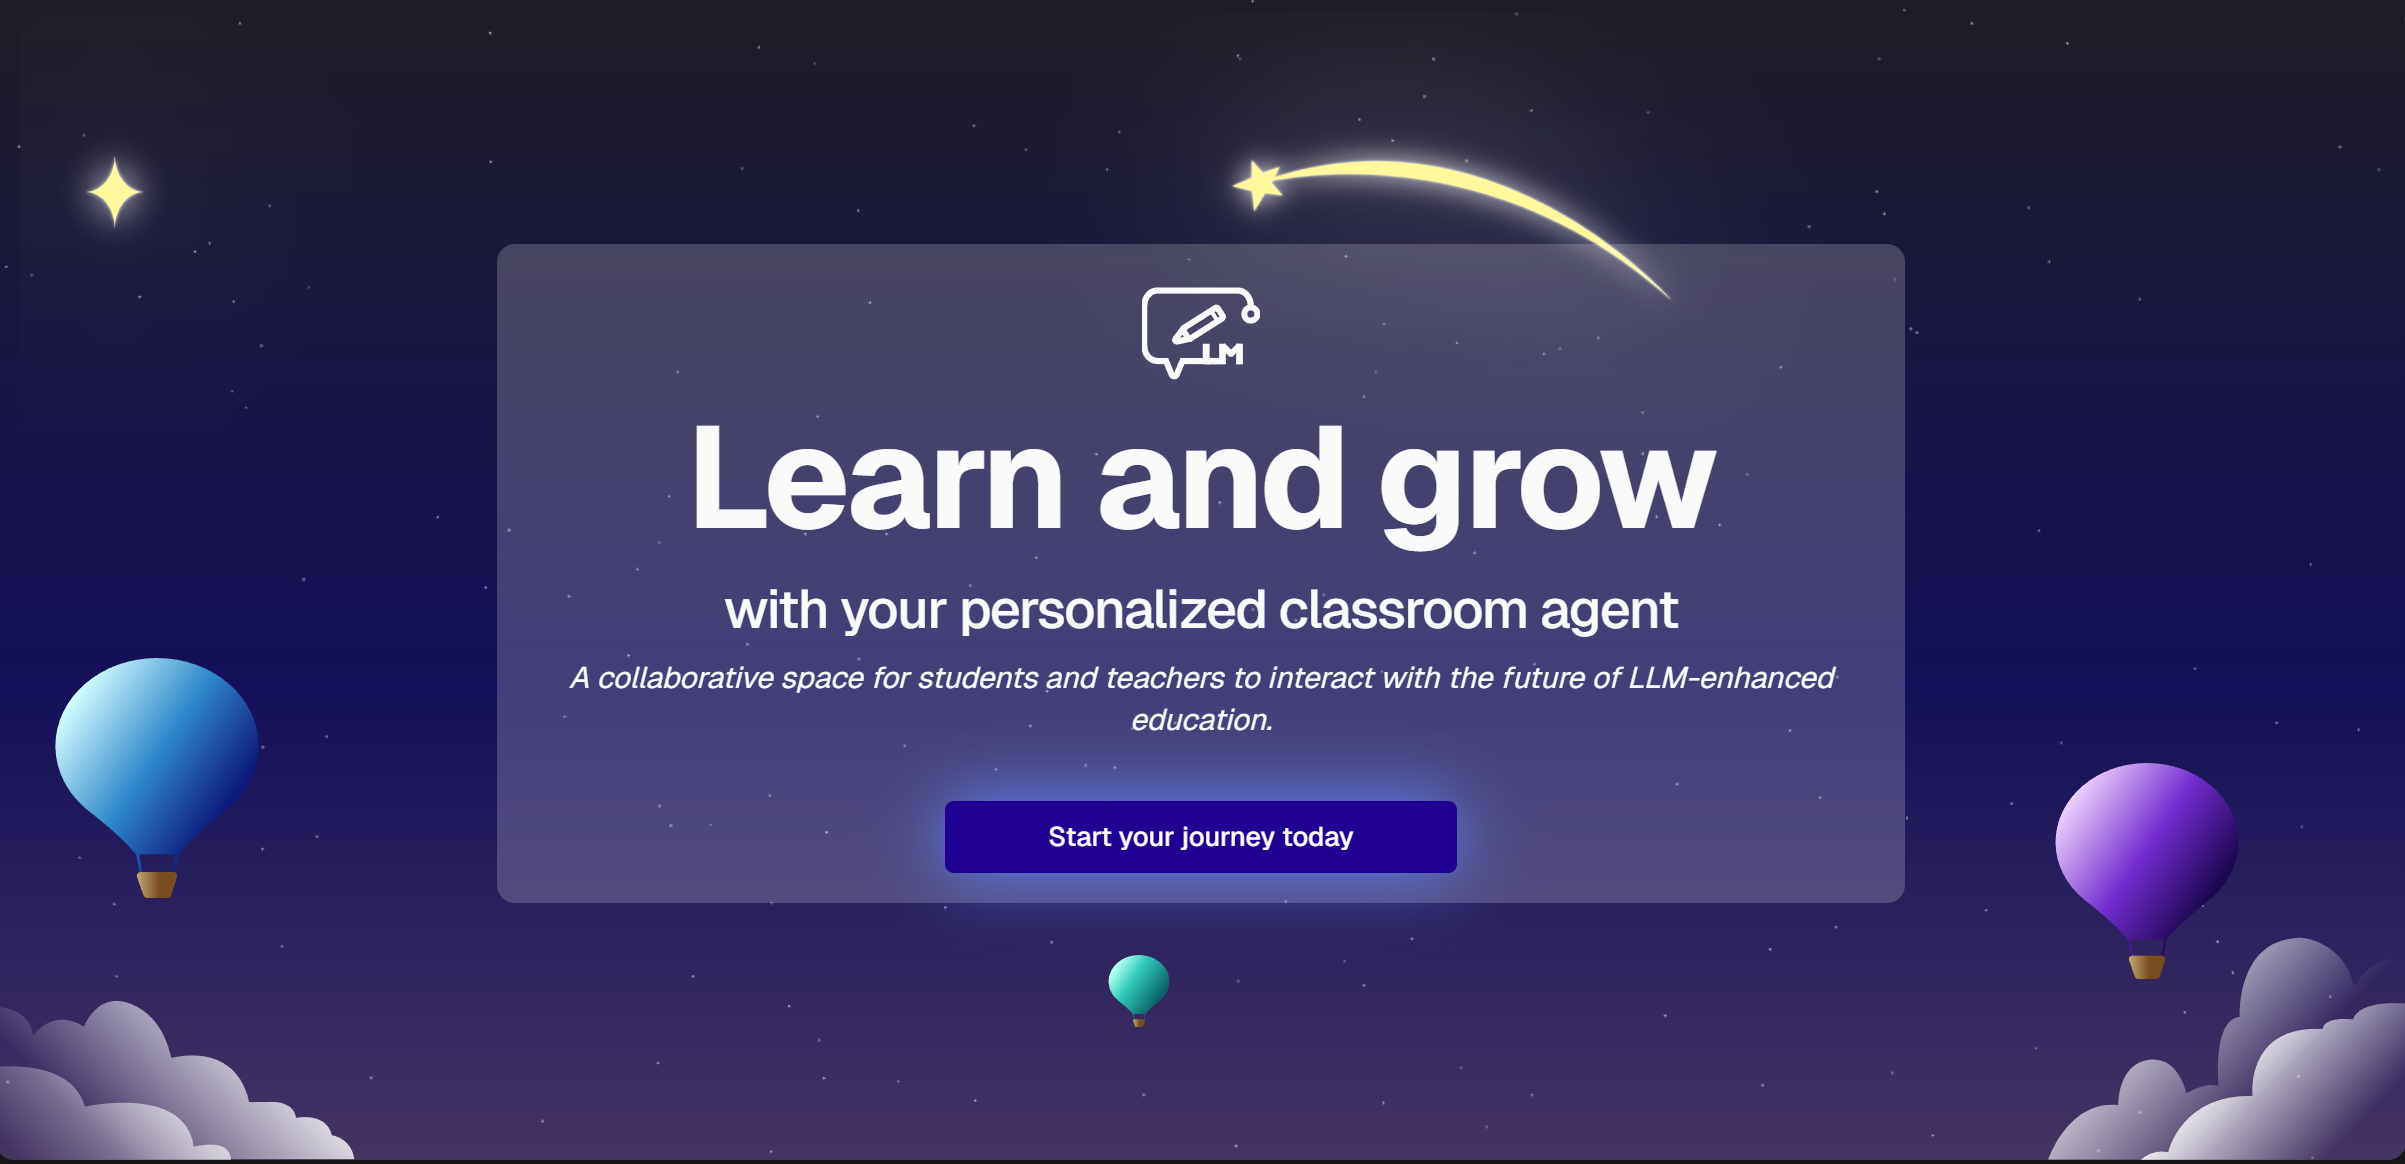 LM
Learn and grow
with your personalized classroom agent
A collaborative space for students and teachers to interact with the future of LLM-enhanced
education.
Start your journey today